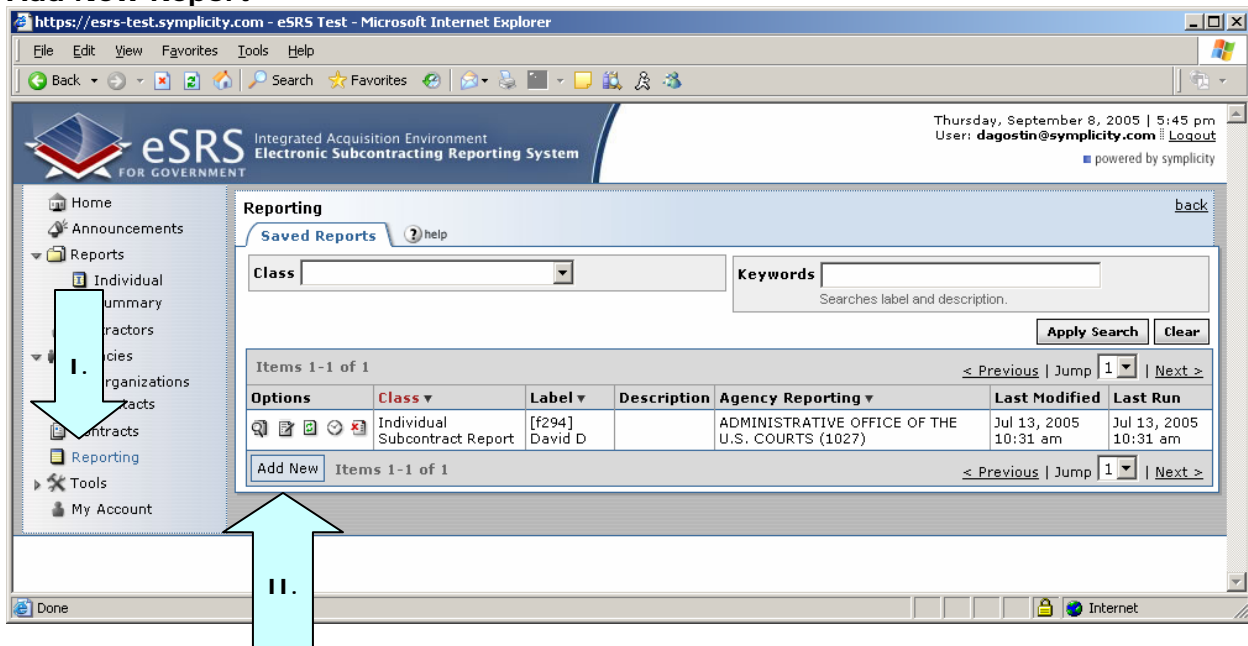 Add New Report
https://esrs-test.symplicity.com - eSRS Test - Microsoft Internet Explorer
File Edit View Favorites Tools Help
Back Search Favorites
eSRS
FOR GOVERNMENT
Integrated Acquisition Environment
Electronic Subcontracting Reporting System
Thursday, September 8, 2005 | 5:45 pm
User: dagostin@symplicity.com Logout
powered by symplicity
Home
Announcements
Reports
Individual
ummary
ractors
cies
rganizations
tacts
ontracts
Reporting
Tools
My Account
I.
Reporting back
Saved Reports ? help
Class
Keywords
Searches label and description.
Apply Search Clear
Items 1-1 of 1 < Previous | Jump 1 | Next >
Options Class Label Description Agency Reporting Last Modified Last Run
Individual Subcontract Report [f294] David D ADMINISTRATIVE OFFICE OF THE U.S. COURTS (1027) Jul 13, 2005 10:31 am Jul 13, 2005 10:31 am
Add New Items 1-1 of 1 < Previous | Jump 1 | Next >
II.
Done Internet